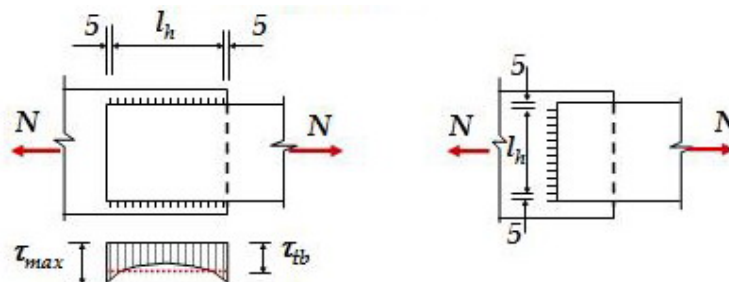 5 l_h 5
N N
τ_max τ_tb
5
N l_h N
5